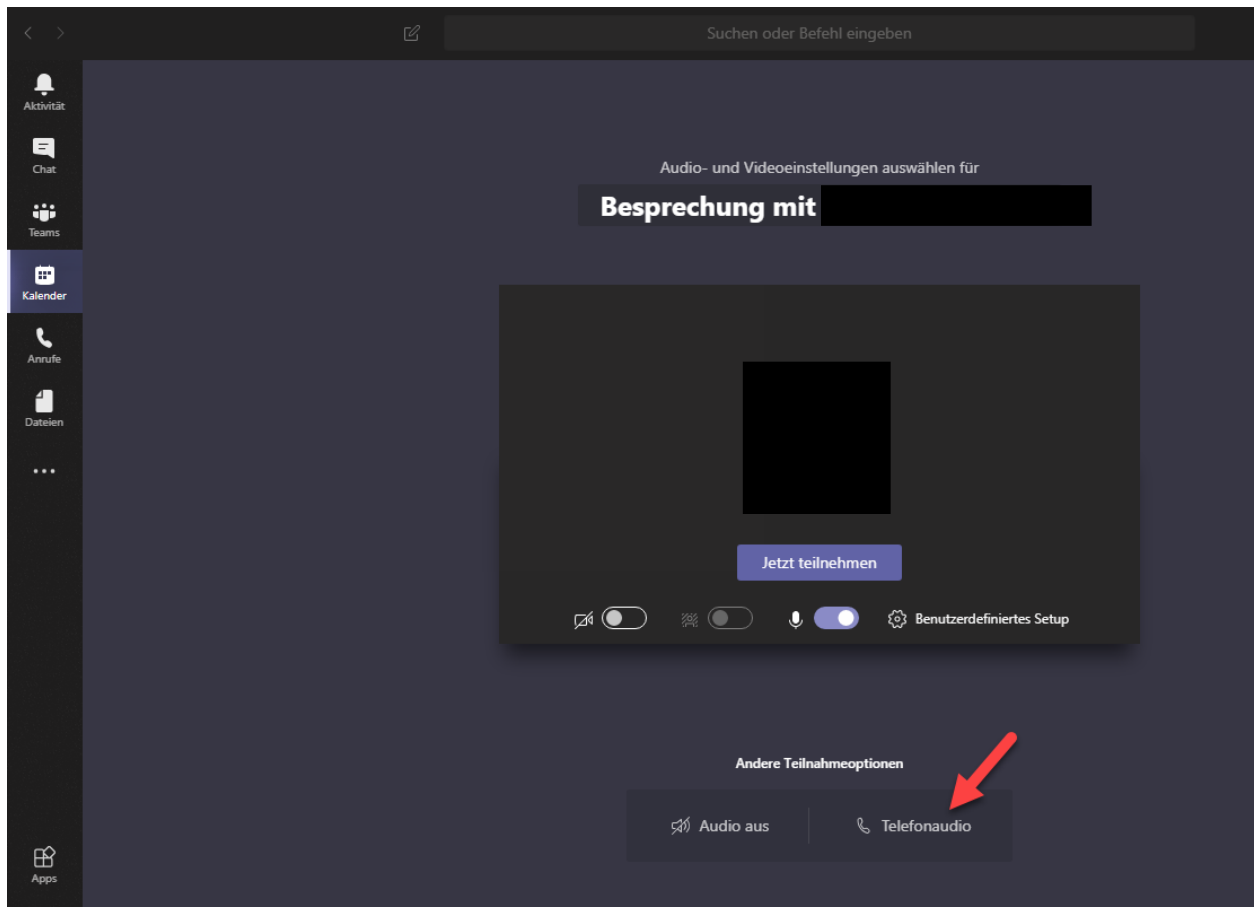 Suchen oder Befehl eingeben
Aktivität
Chat
Teams
Kalender
Anrufe
Dateien
Apps
Audio- und Videoeinstellungen auswählen für
Besprechung mit
Jetzt teilnehmen
Benutzerdefiniertes Setup
Andere Teilnahmeoptionen
Audio aus
Telefonaudio